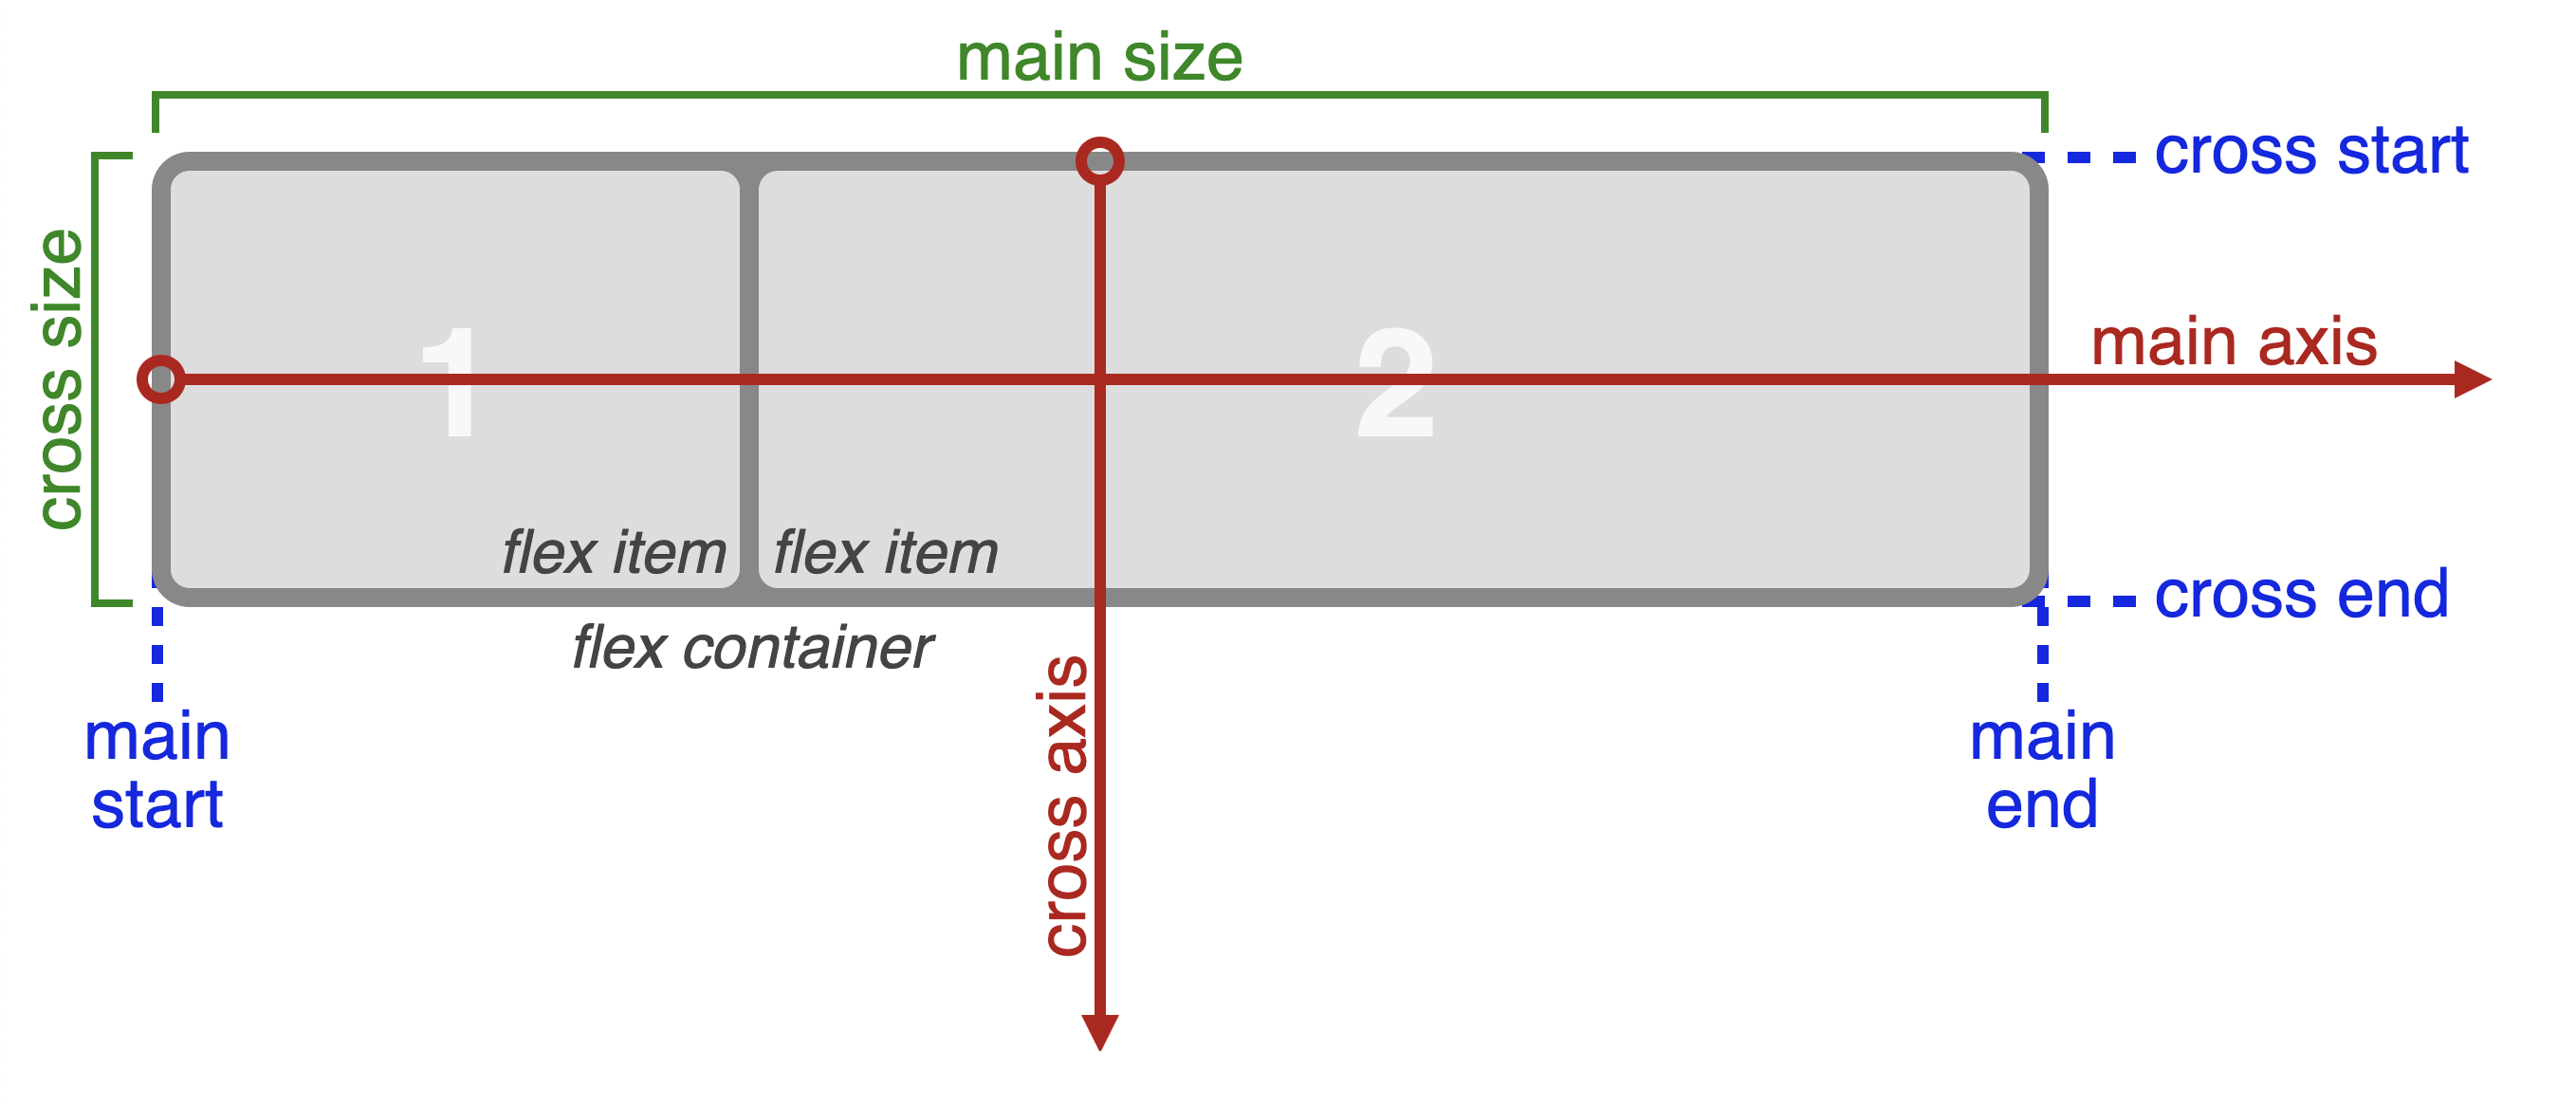 main size
cross start
cross size
main axis
1
2
flex item
flex item
cross end
flex container
cross axis
main
start
main
end